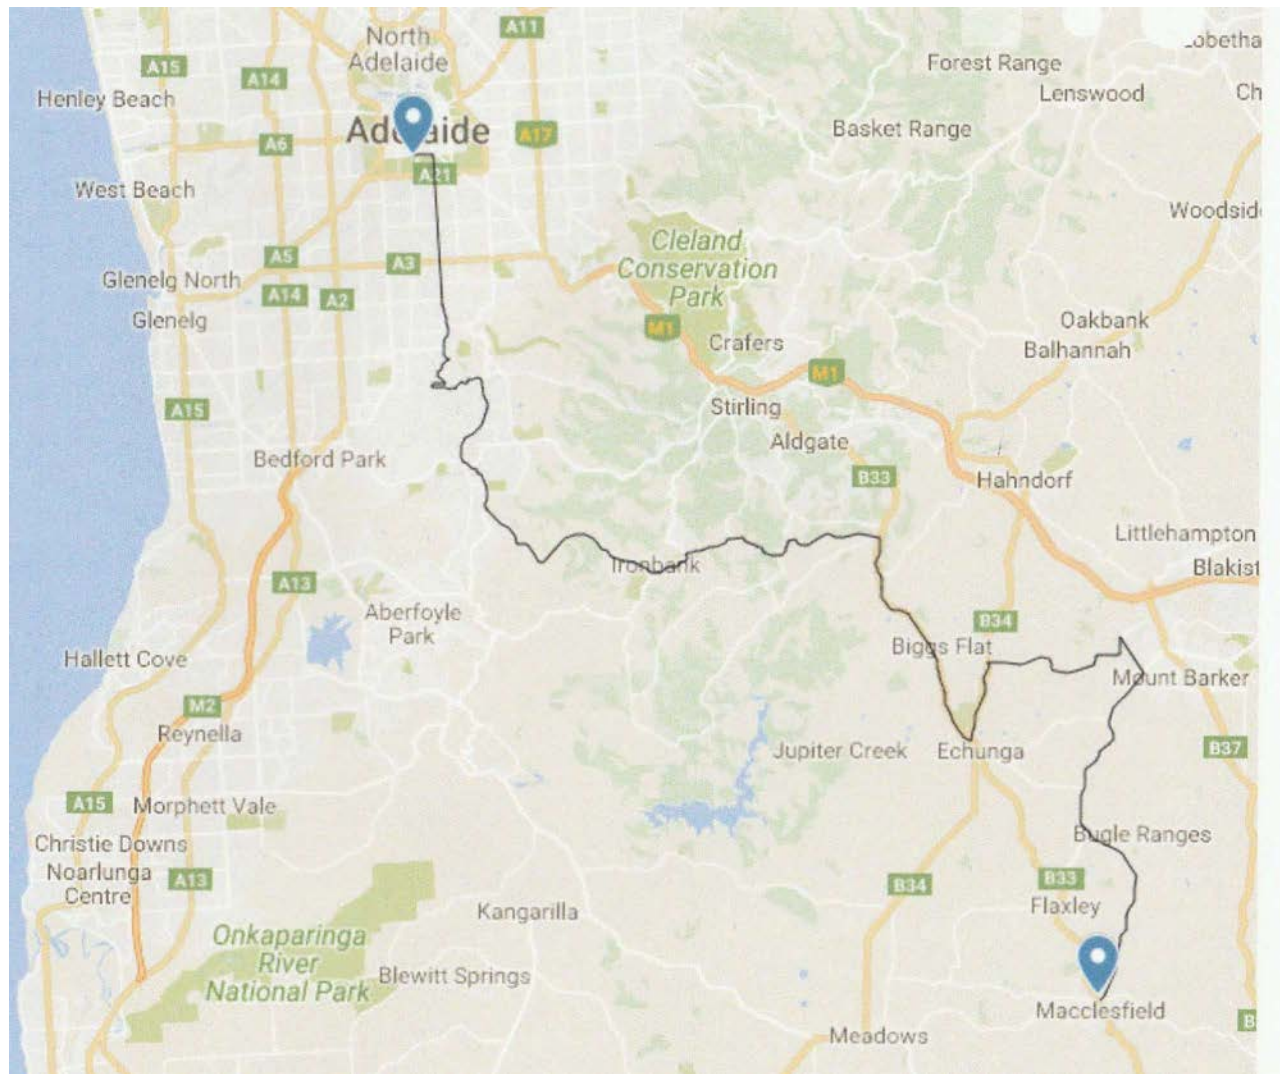 North
Adelaide
A11
obetha
A15
A14
Forest Range
Lenswood
Ch
Henley Beach
Adelaide
A17
Basket Range
A6
A21
West Beach
Woodsid
Cleland
Conservation
Park
A5
A3
Glenelg North
A14
A2
Glenelg
M1
Crafers
Oakbank
Balhannah
M1
A15
Stirling
Aldgate
Bedford Park
B33
Hahndorf
Littlehampton
Ironbank
Blakist
A13
Aberfoyle
Park
B34
Biggs Flat
Hallett Cove
Mount Barker
M2
Reynella
Jupiter Creek
Echunga
B37
A15
Morphett Vale
Bugle Ranges
Christie Downs
Noarlunga
Centre
A13
B34
B33
Kangarilla
Flaxley
Onkaparinga
River
National Park
Blewitt Springs
Macclesfield
B
Meadows